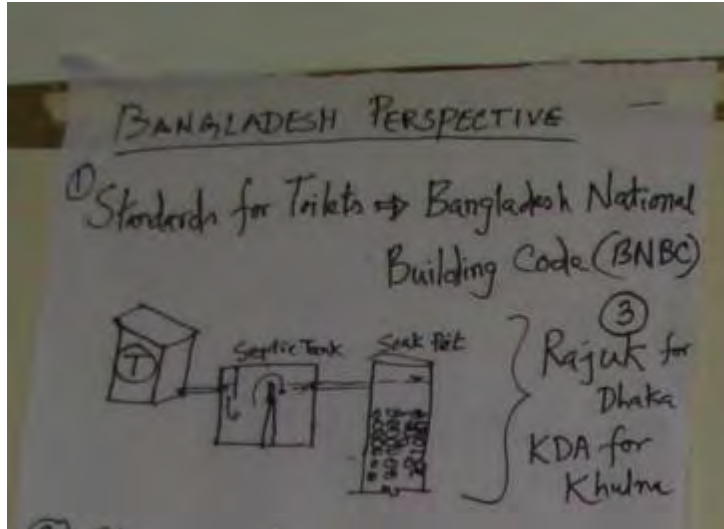 BANGLADESH PERSPECTIVE
① Standards for Toilets ⇒ Bangladesh National
Building Code (BNBC)
T
Septic Tank
Soak Pit
③
Rajuk for
Dhaka
KDA for
Khulna